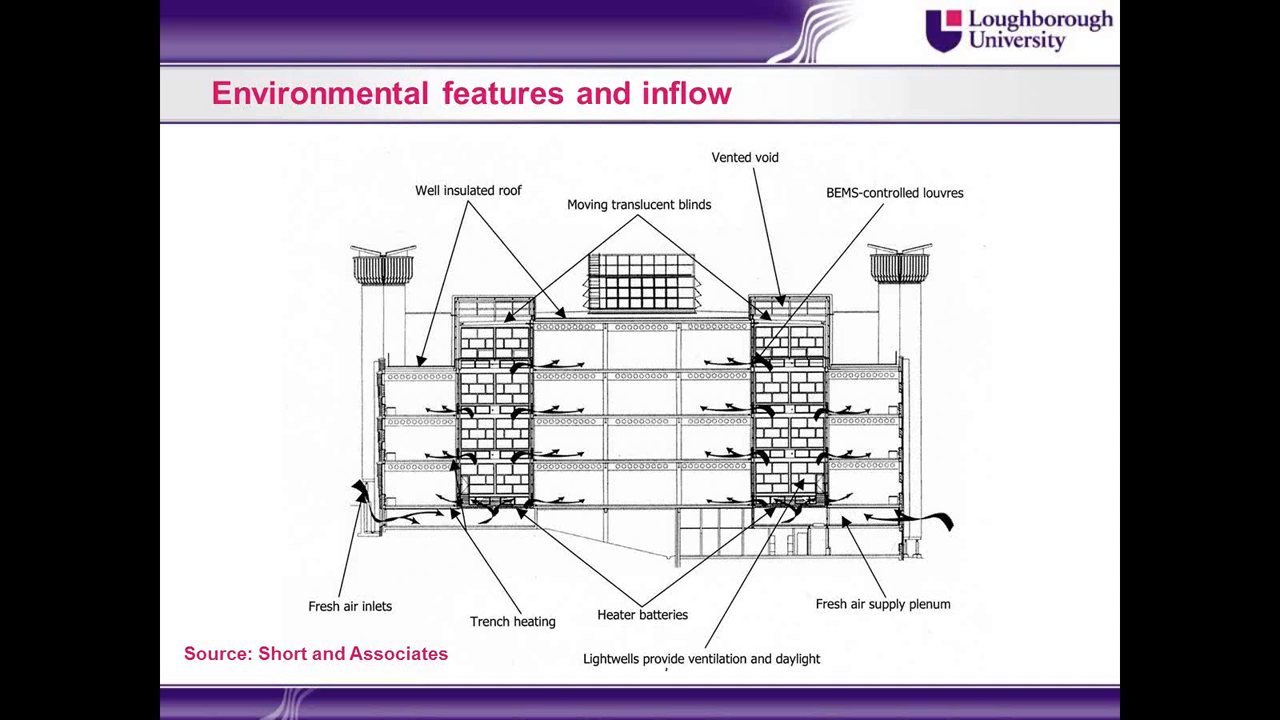 Loughborough
University
Environmental features and inflow
Vented void
Well insulated roof
BEMS-controlled louvres
Moving translucent blinds
Fresh air inlets
Trench heating
Heater batteries
Fresh air supply plenum
Lightwells provide ventilation and daylight
Source: Short and Associates